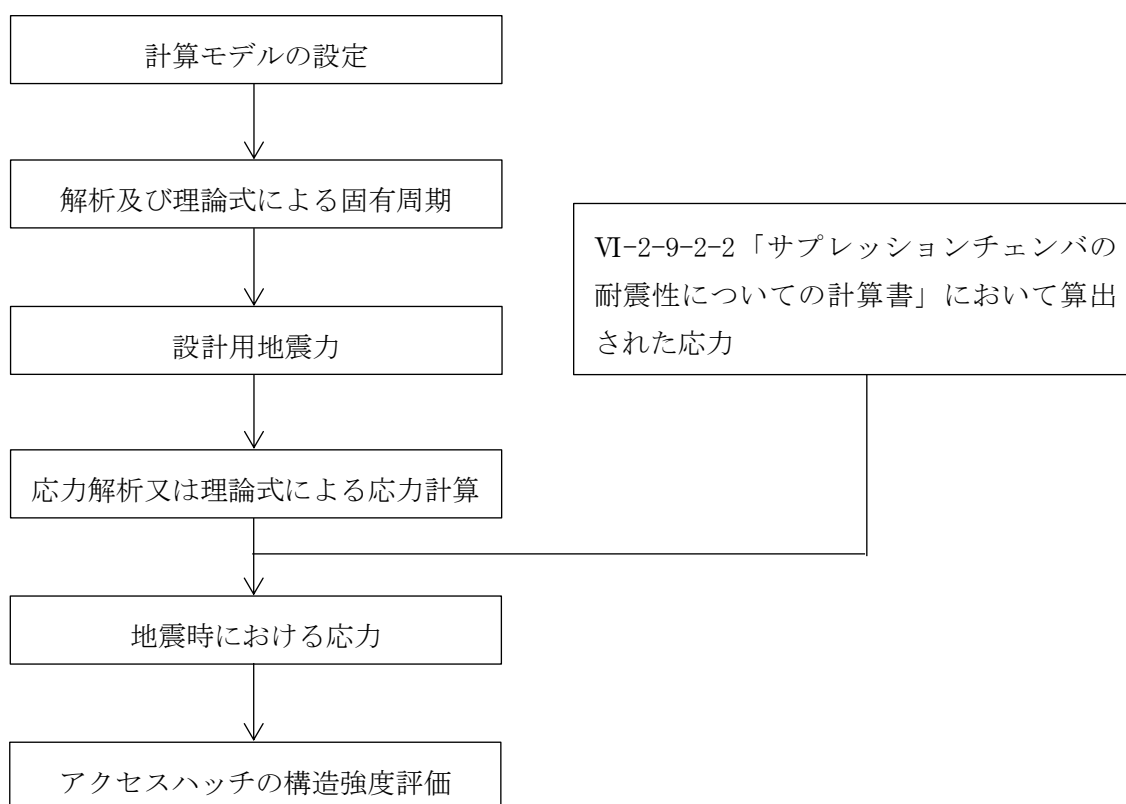 計算モデルの設定
解析及び理論式による固有周期
Ⅵ-2-9-2-2「サプレッションチェンバの
耐震性についての計算書」において算出
された応力
設計用地震力
応力解析又は理論式による応力計算
地震時における応力
アクセスハッチの構造強度評価